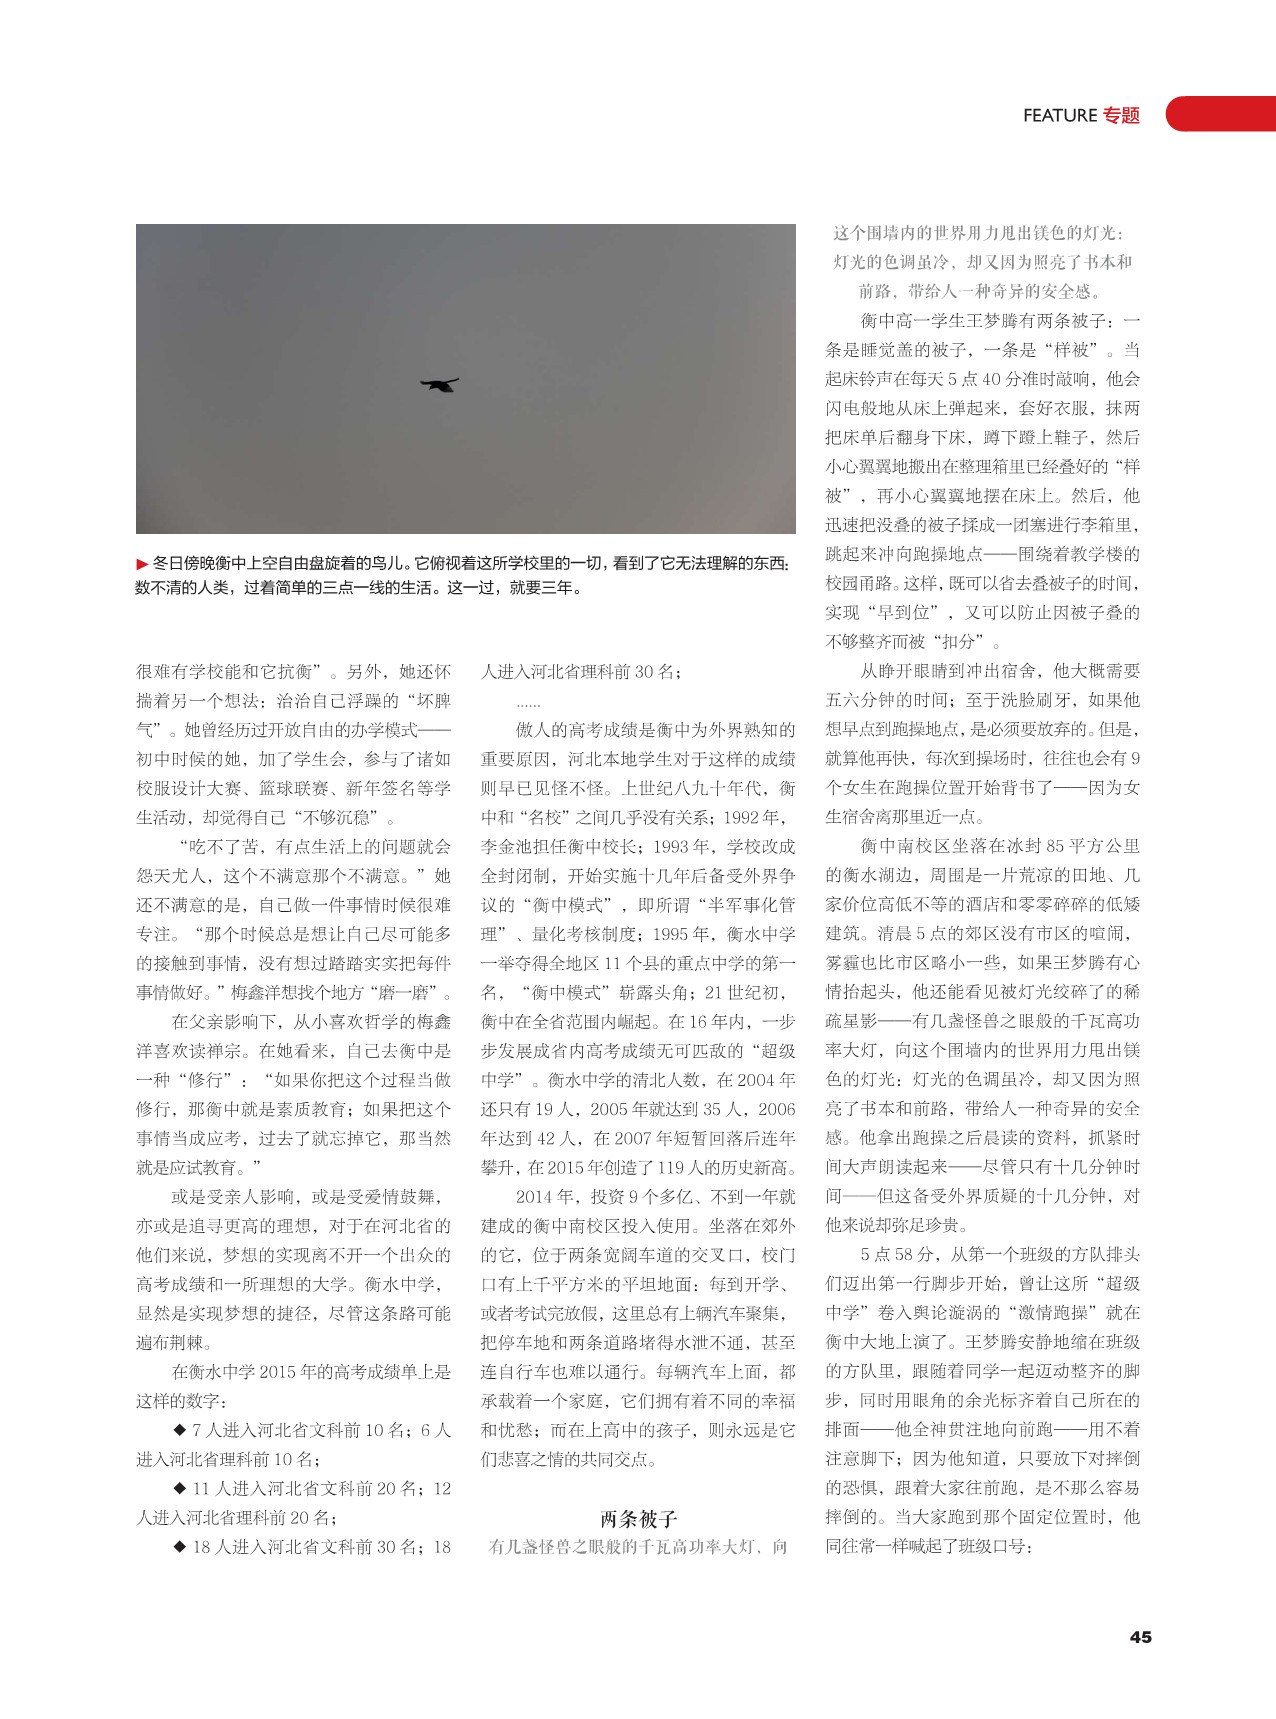 FEATURE 专题
▶ 冬日傍晚衡中上空自由盘旋着的鸟儿。它俯视着这所学校里的一切，看到了它无法理解的东西：
数不清的人类，过着简单的三点一线的生活。这一过，就要三年。
很难有学校能和它抗衡”。另外，她还怀
揣着另一个想法：治治自己浮躁的“坏脾
气”。她曾经历过开放自由的办学模式——
初中时候的她，加了学生会，参与了诸如
校服设计大赛、篮球联赛、新年签名等学
生活动，却觉得自己“不够沉稳”。
“吃不了苦，有点生活上的问题就会
怨天尤人，这个不满意那个不满意。”她
还不满意的是，自己做一件事情时候很难
专注。“那个时候总是想让自己尽可能多
的接触到事情，没有想过踏踏实实把每件
事情做好。”梅鑫洋想找个地方“磨一磨”。
在父亲影响下，从小喜欢哲学的梅鑫
洋喜欢读禅宗。在她看来，自己去衡中是
一种“修行”：“如果你把这个过程当做
修行，那衡中就是素质教育；如果把这个
事情当成应考，过去了就忘掉它，那当然
就是应试教育。”
或是受亲人影响，或是受爱情鼓舞，
亦或是追寻更高的理想，对于在河北省的
他们来说，梦想的实现离不开一个出众的
高考成绩和一所理想的大学。衡水中学，
显然是实现梦想的捷径，尽管这条路可能
遍布荆棘。
在衡水中学 2015 年的高考成绩单上是
这样的数字：
◆ 7 人进入河北省文科前 10 名；6 人
进入河北省理科前 10 名；
◆ 11 人进入河北省文科前 20 名；12
人进入河北省理科前 20 名；
◆ 18 人进入河北省文科前 30 名；18
人进入河北省理科前 30 名；
......
傲人的高考成绩是衡中为外界熟知的
重要原因，河北本地学生对于这样的成绩
则早已见怪不怪。上世纪八九十年代，衡
中和“名校”之间几乎没有关系；1992 年，
李金池担任衡中校长；1993 年，学校改成
全封闭制，开始实施十几年后备受外界争
议的“衡中模式”，即所谓“半军事化管
理”、量化考核制度；1995 年，衡水中学
一举夺得全地区 11 个县的重点中学的第一
名，“衡中模式”崭露头角；21 世纪初，
衡中在全省范围内崛起。在 16 年内，一步
步发展成省内高考成绩无可匹敌的“超级
中学”。衡水中学的清北人数，在 2004 年
还只有 19 人，2005 年就达到 35 人，2006
年达到 42 人，在 2007 年短暂回落后连年
攀升，在 2015 年创造了 119 人的历史新高。
2014 年，投资 9 个多亿、不到一年就
建成的衡中南校区投入使用。坐落在郊外
的它，位于两条宽阔车道的交叉口，校门
口有上千平方米的平坦地面：每到开学、
或者考试完放假，这里总有上辆汽车聚集，
把停车地和两条道路堵得水泄不通，甚至
连自行车也难以通行。每辆汽车上面，都
承载着一个家庭，它们拥有着不同的幸福
和忧愁；而在上高中的孩子，则永远是它
们悲喜之情的共同交点。
两条被子
有几盏怪兽之眼般的千瓦高功率大灯，向
这个围墙内的世界用力甩出镁色的灯光：
灯光的色调虽冷，却又因为照亮了书本和
前路，带给人一种奇异的安全感。
衡中高一学生王梦腾有两条被子：一
条是睡觉盖的被子，一条是“样被”。当
起床铃声在每天 5 点 40 分准时敲响，他会
闪电般地从床上弹起来，套好衣服，抹两
把床单后翻身下床，蹲下蹬上鞋子，然后
小心翼翼地搬出在整理箱里已经叠好的“样
被”，再小心翼翼地摆在床上。然后，他
迅速把没叠的被子揉成一团塞进行李箱里，
跳起来冲向跑操地点——围绕着教学楼的
校园甬路。这样，既可以省去叠被子的时间，
实现“早到位”，又可以防止因被子叠的
不够整齐而被“扣分”。
从睁开眼睛到冲出宿舍，他大概需要
五六分钟的时间；至于洗脸刷牙，如果他
想早点到跑操地点，是必须要放弃的。但是，
就算他再快，每次到操场时，往往也会有 9
个女生在跑操位置开始背书了——因为女
生宿舍离那里近一点。
衡中南校区坐落在冰封 85 平方公里
的衡水湖边，周围是一片荒凉的田地、几
家价位高低不等的酒店和零零碎碎的低矮
建筑。清晨 5 点的郊区没有市区的喧闹，
雾霾也比市区略小一些，如果王梦腾有心
情抬起头，他还能看见被灯光绞碎了的稀
疏星影——有几盏怪兽之眼般的千瓦高功
率大灯，向这个围墙内的世界用力甩出镁
色的灯光：灯光的色调虽冷，却又因为照
亮了书本和前路，带给人一种奇异的安全
感。他拿出跑操之后晨读的资料，抓紧时
间大声朗读起来——尽管只有十几分钟时
间——但这备受外界质疑的十几分钟，对
他来说却弥足珍贵。
5 点 58 分，从第一个班级的方队排头
们迈出第一行脚步开始，曾让这所“超级
中学”卷入舆论漩涡的“激情跑操”就在
衡中大地上演了。王梦腾安静地缩在班级
的方队里，跟随着同学一起迈动整齐的脚
步，同时用眼角的余光标齐着自己所在的
排面——他全神贯注地向前跑——用不着
注意脚下；因为他知道，只要放下对摔倒
的恐惧，跟着大家往前跑，是不那么容易
摔倒的。当大家跑到那个固定位置时，他
同往常一样喊起了班级口号：
45